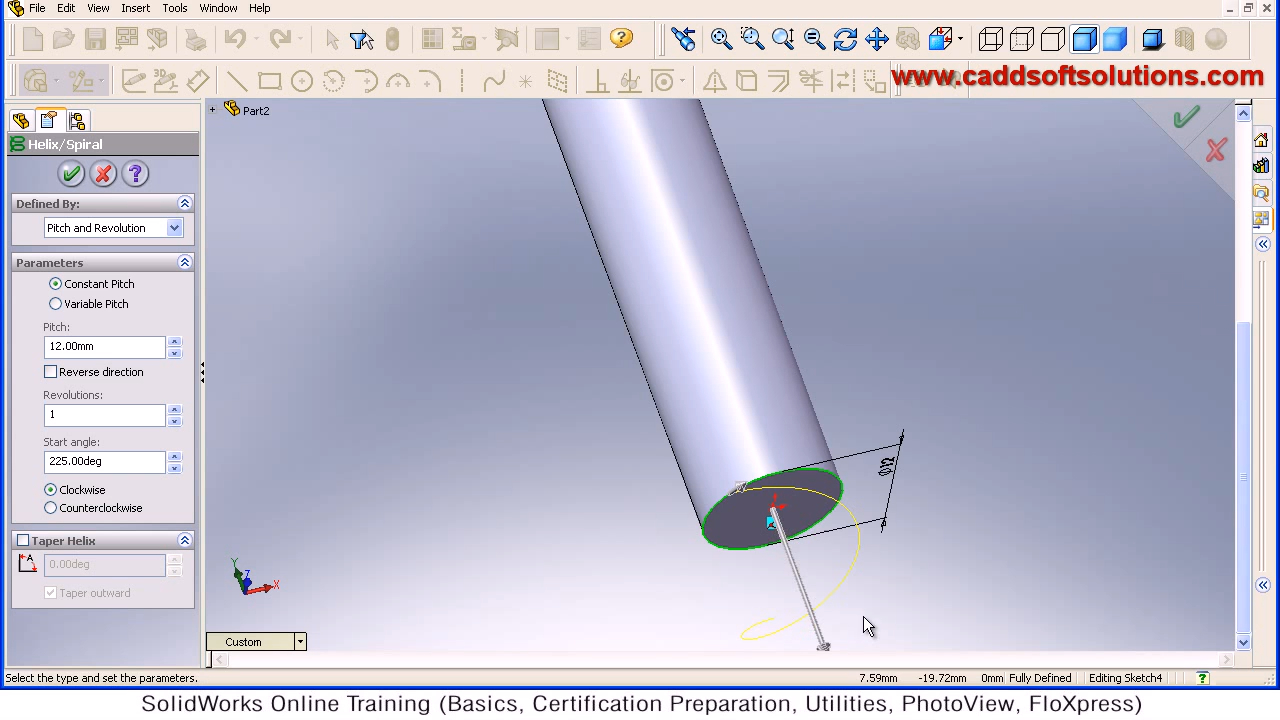 File Edit View Insert Tools Window Help
www.caddsoftsolutions.com
Part2
Helix/Spiral
Defined By:
Pitch and Revolution
Parameters
Constant Pitch
Variable Pitch
Pitch:
12.00mm
Reverse direction
Revolutions:
1
Start angle:
225.00deg
Clockwise
Counterclockwise
Taper Helix
0.00deg
Taper outward
Ø12
Y
Z
X
Custom
Select the type and set the parameters.
7.59mm -19.72mm 0mm Fully Defined Editing Sketch4
SolidWorks Online Training (Basics, Certification Preparation, Utilities, PhotoView, FloXpress)